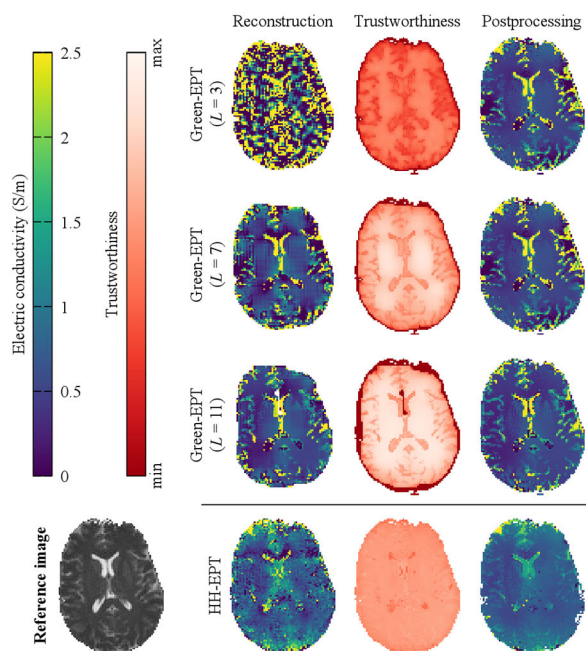 Reconstruction Trustworthiness Postprocessing
Electric conductivity (S/m)
2.5
2
1.5
1
0.5
0
Trustworthiness
max
min
Green-EPT
(L = 3)
Green-EPT
(L = 7)
Green-EPT
(L = 11)
Reference image
HH-EPT